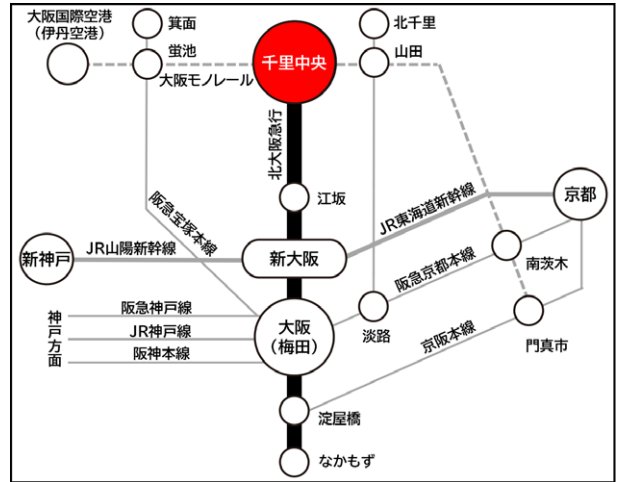 大阪国際空港
（伊丹空港）
箕面
北千里
蛍池
千里中央
山田
大阪モノレール
北大阪急行
江坂
阪急宝塚本線
JR東海道新幹線
京都
新神戸
JR山陽新幹線
新大阪
阪急京都本線
南茨木
神戸方面
阪急神戸線
JR神戸線
阪神本線
大阪
（梅田）
淡路
京阪本線
門真市
淀屋橋
なかもず